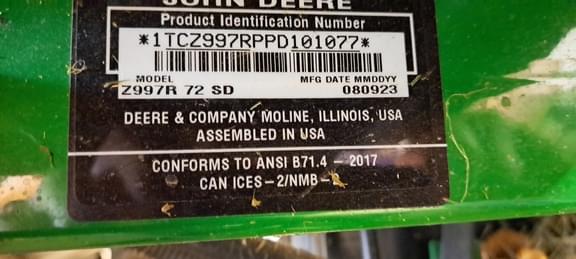 JOHN DEERE
Product Identification Number
*1TCZ997RPPD101077*
MODEL MFG DATE MMDDYY
Z997R 72 SD 080923
DEERE & COMPANY MOLINE, ILLINOIS, USA
ASSEMBLED IN USA
CONFORMS TO ANSI B71.4 – 2017
CAN ICES–2/NMB–